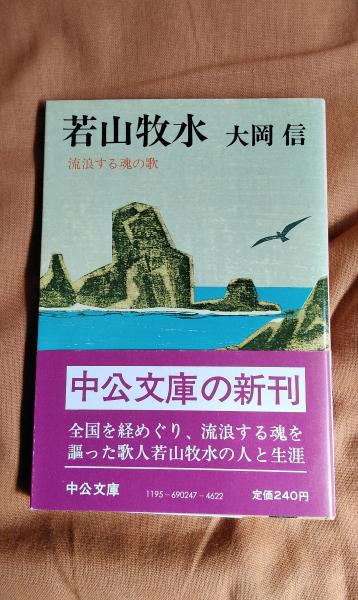 若山牧水 大岡 信
流浪する魂の歌
中公文庫の新刊
全国を経めぐり、流浪する魂を
謳った歌人若山牧水の人と生涯
中公文庫 1195-690247-4622 定価240円